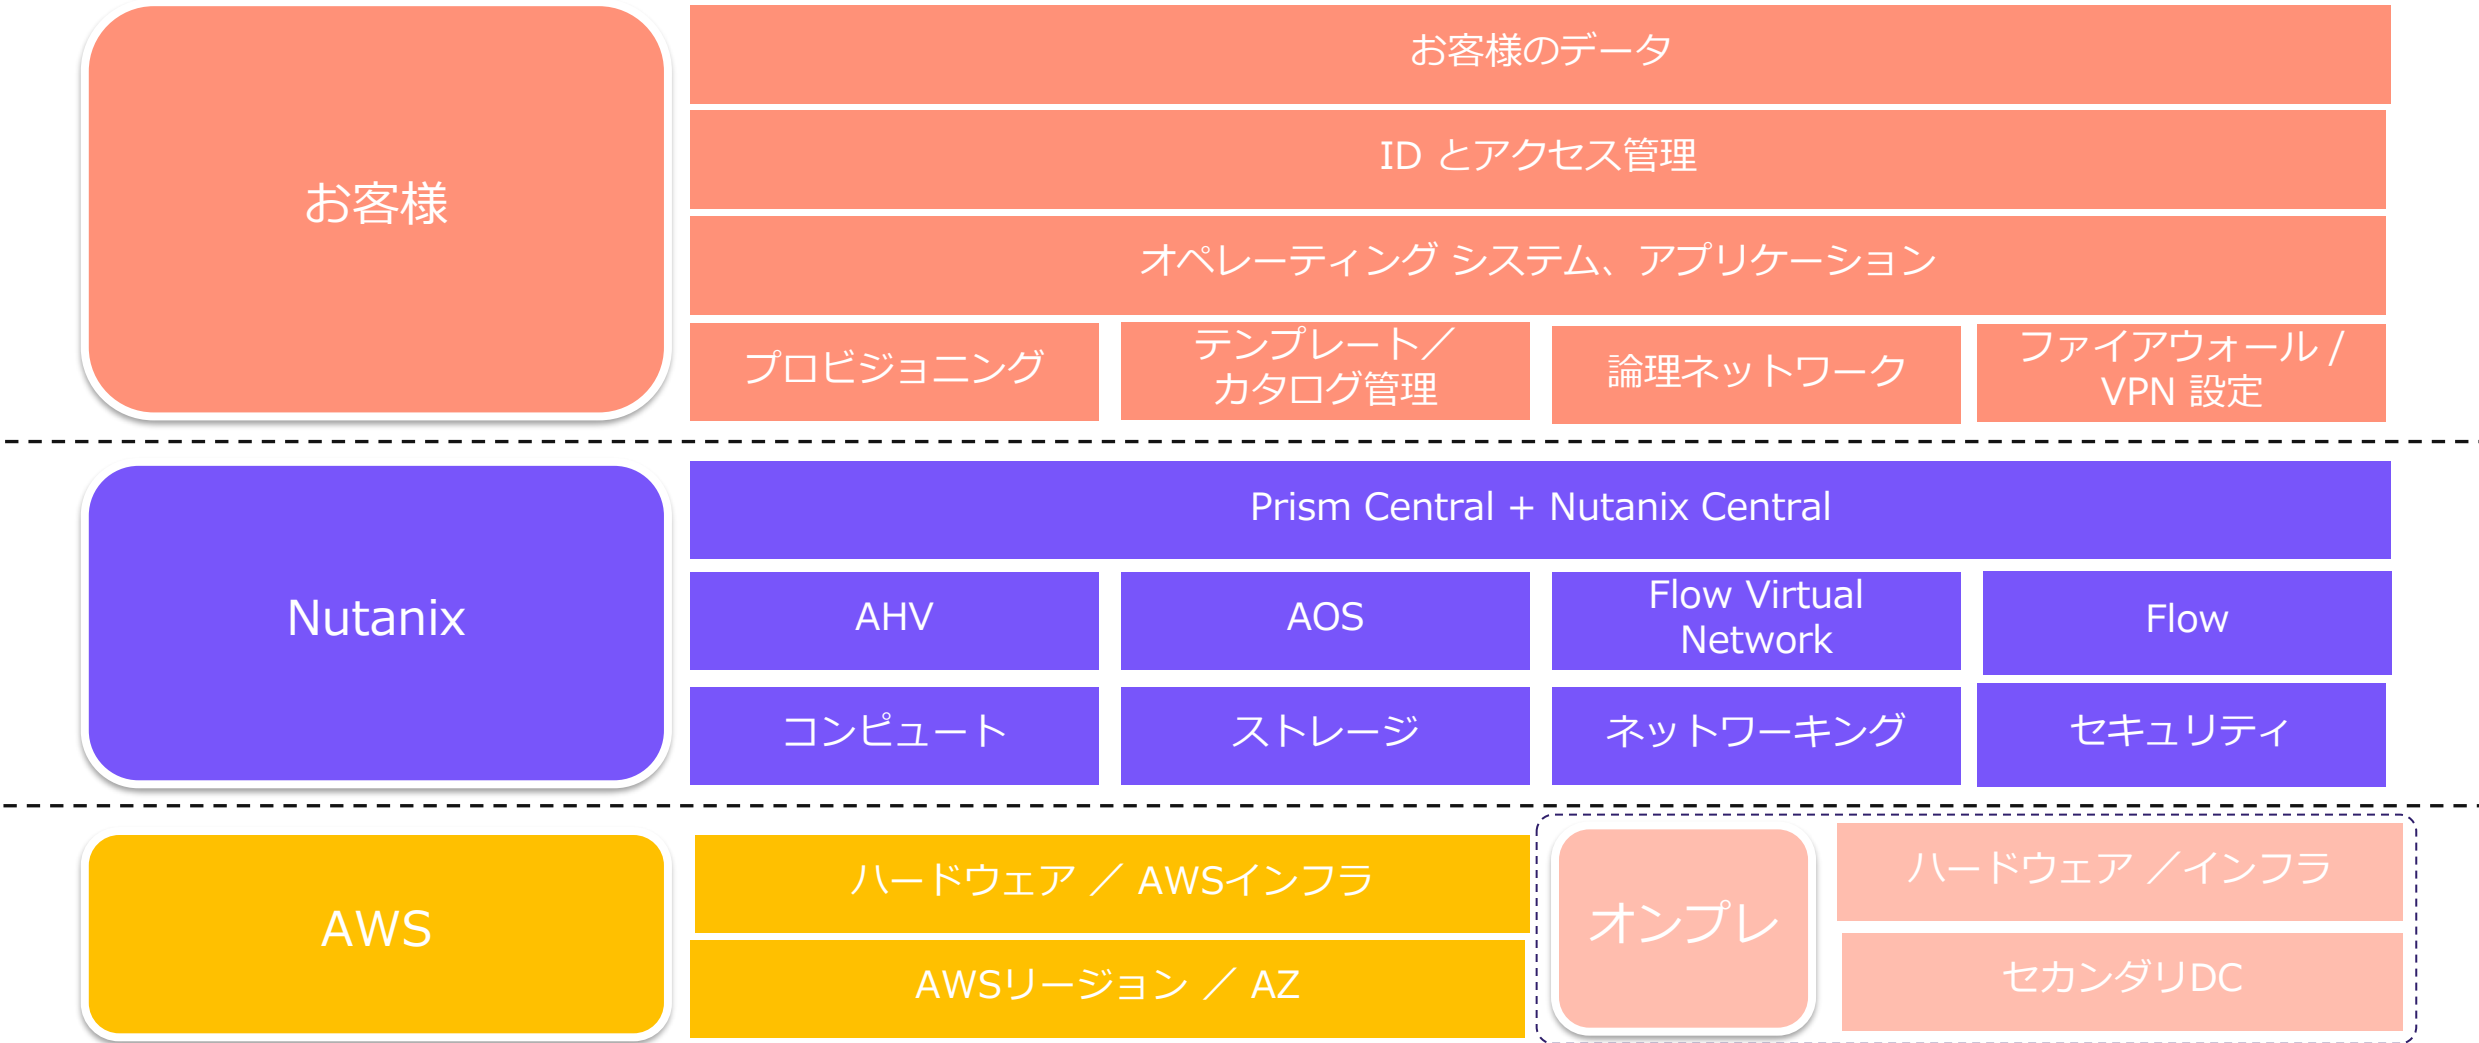 お客様
お客様のデータ
ID とアクセス管理
オペレーティング システム、アプリケーション
プロビジョニング
テンプレート／
カタログ管理
論理ネットワーク
ファイアウォール /
VPN 設定
Nutanix
Prism Central + Nutanix Central
AHV
AOS
Flow Virtual
Network
Flow
コンピュート
ストレージ
ネットワーキング
セキュリティ
AWS
ハードウェア ／ AWSインフラ
AWSリージョン ／ AZ
オンプレ
ハードウェア ／インフラ
セカンダリDC